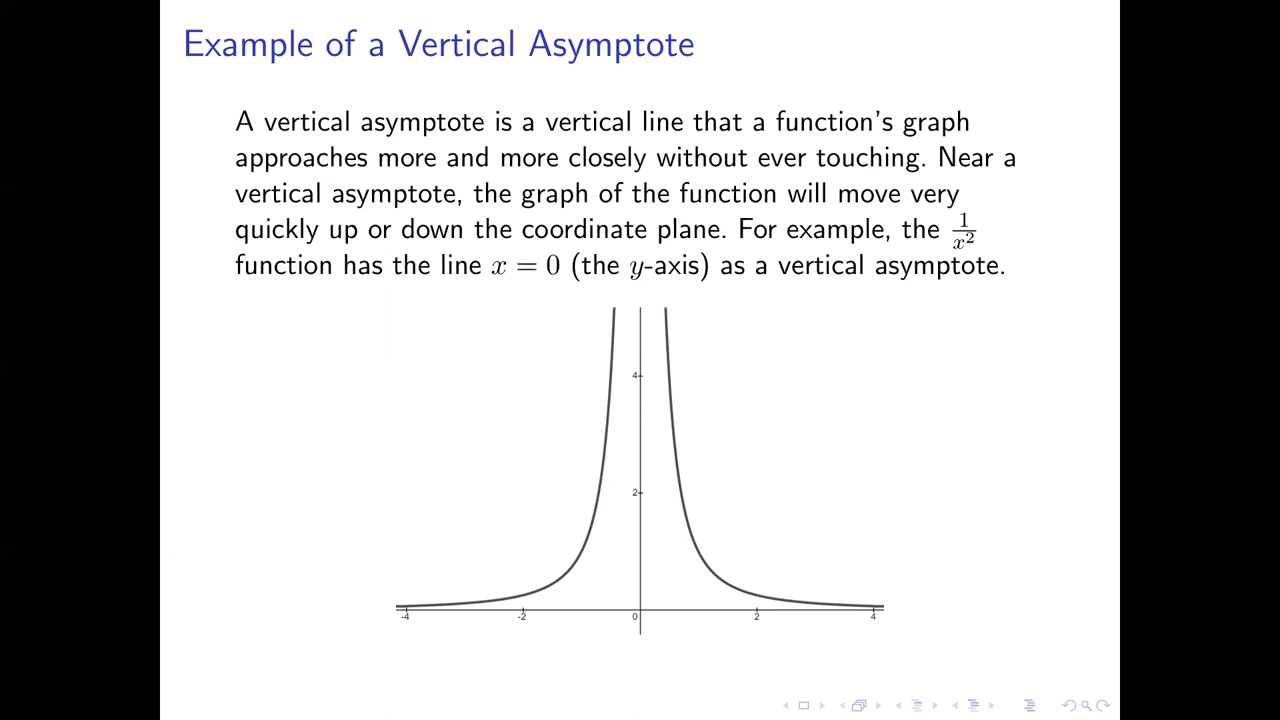 Example of a Vertical Asymptote
A vertical asymptote is a vertical line that a function's graph
approaches more and more closely without ever touching. Near a
vertical asymptote, the graph of the function will move very
quickly up or down the coordinate plane. For example, the 1/x²
function has the line x = 0 (the y-axis) as a vertical asymptote.
4
2
-4 -2 0 2 4